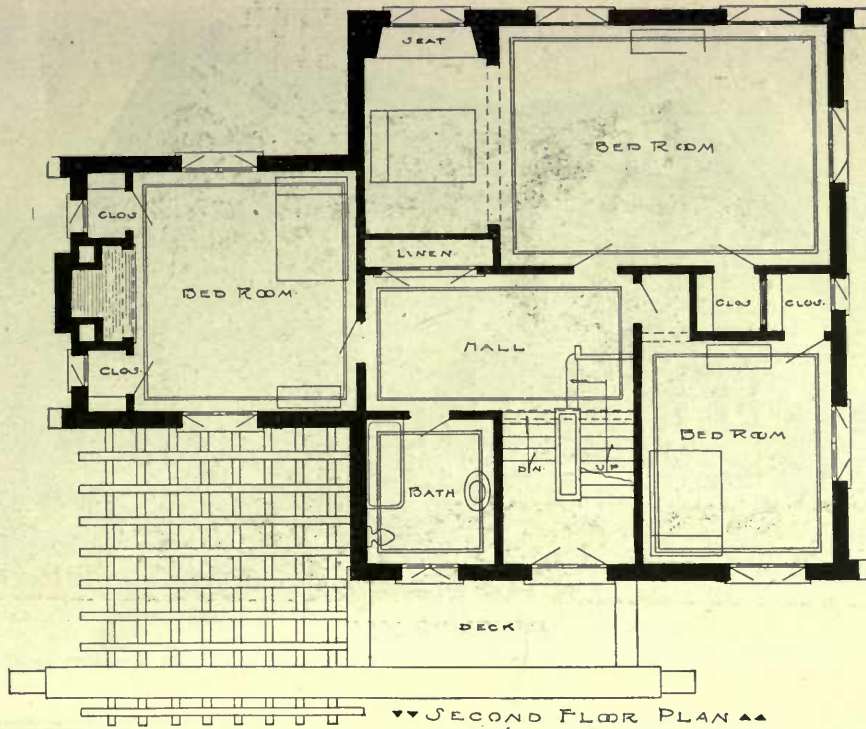 SEAT
BED ROOM
CLOS
LINEN
BED ROOM
CLOS
CLOS.
HALL
CLOS.
BED ROOM
DN
UP
BATH
DECK
SECOND FLOOR PLAN